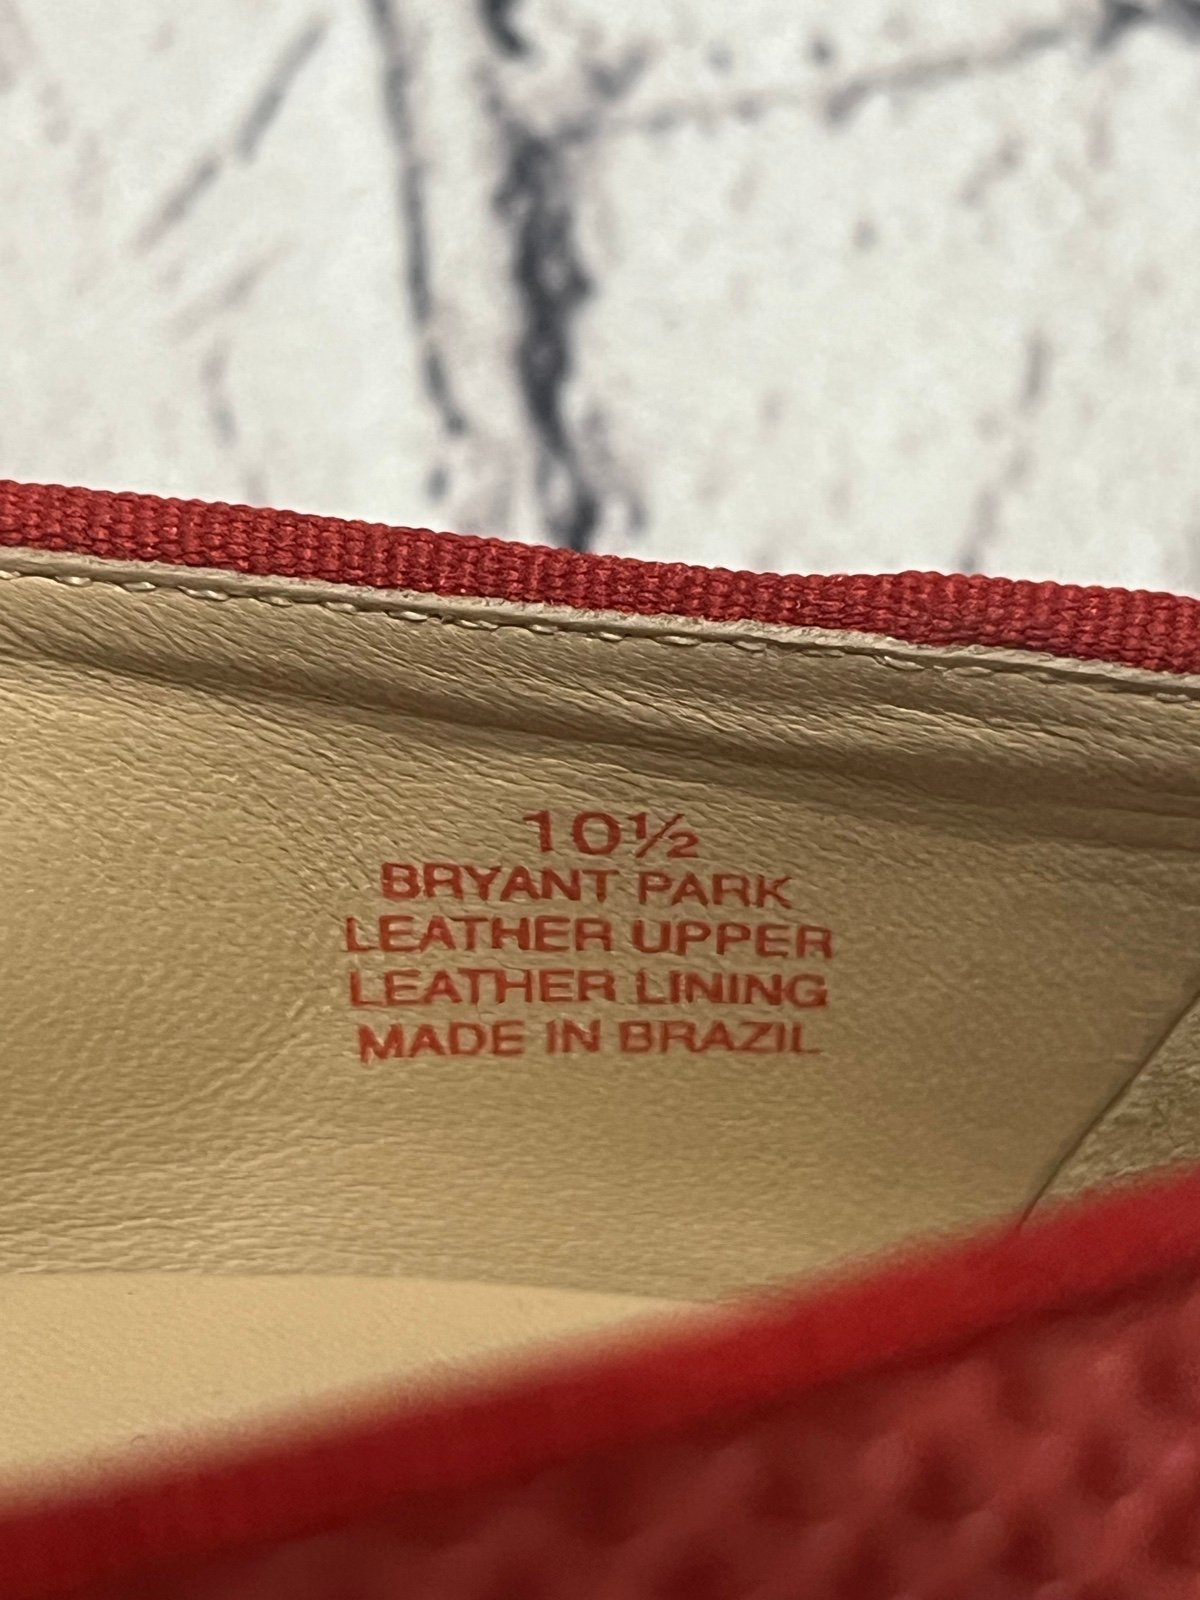 10½
BRYANT PARK
LEATHER UPPER
LEATHER LINING
MADE IN BRAZIL